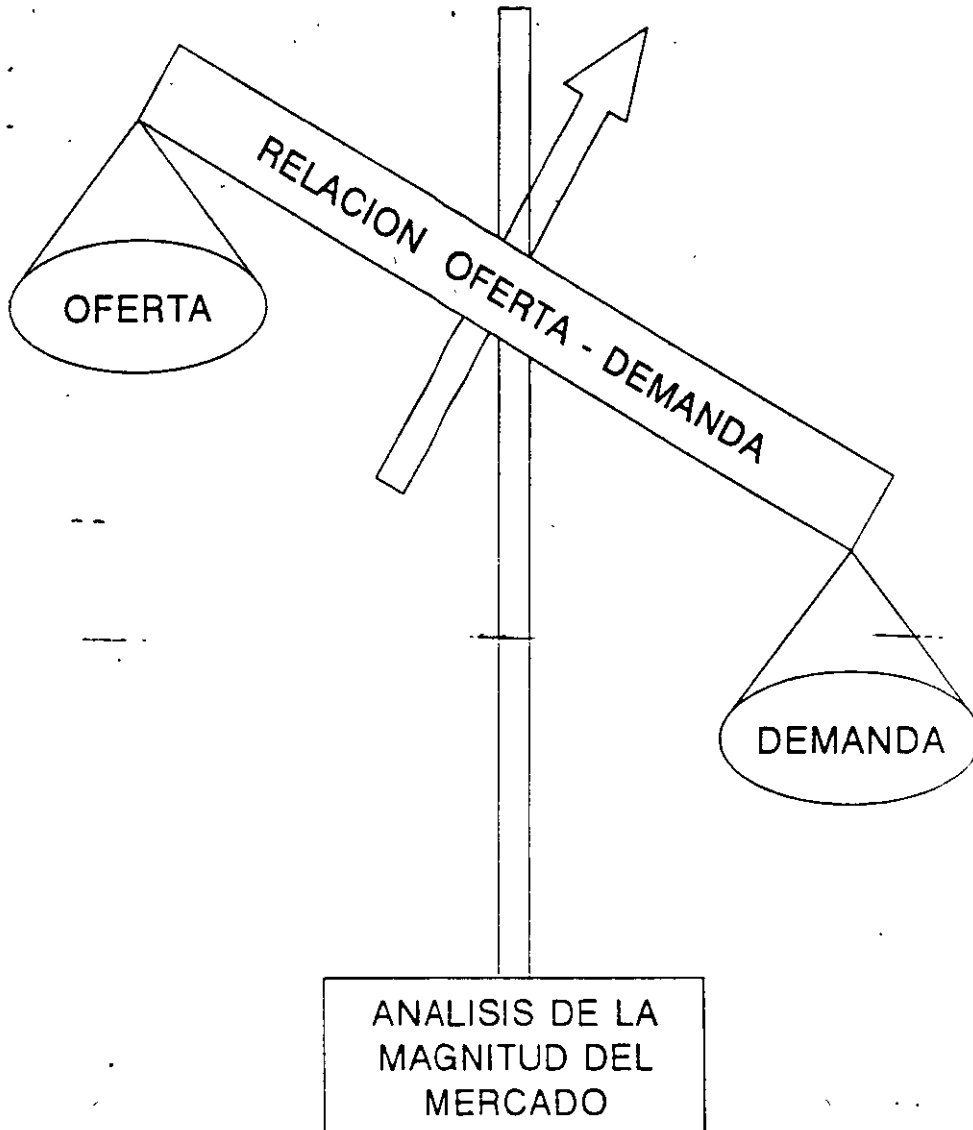 RELACION OFERTA - DEMANDA
OFERTA
DEMANDA
ANALISIS DE LA
MAGNITUD DEL
MERCADO